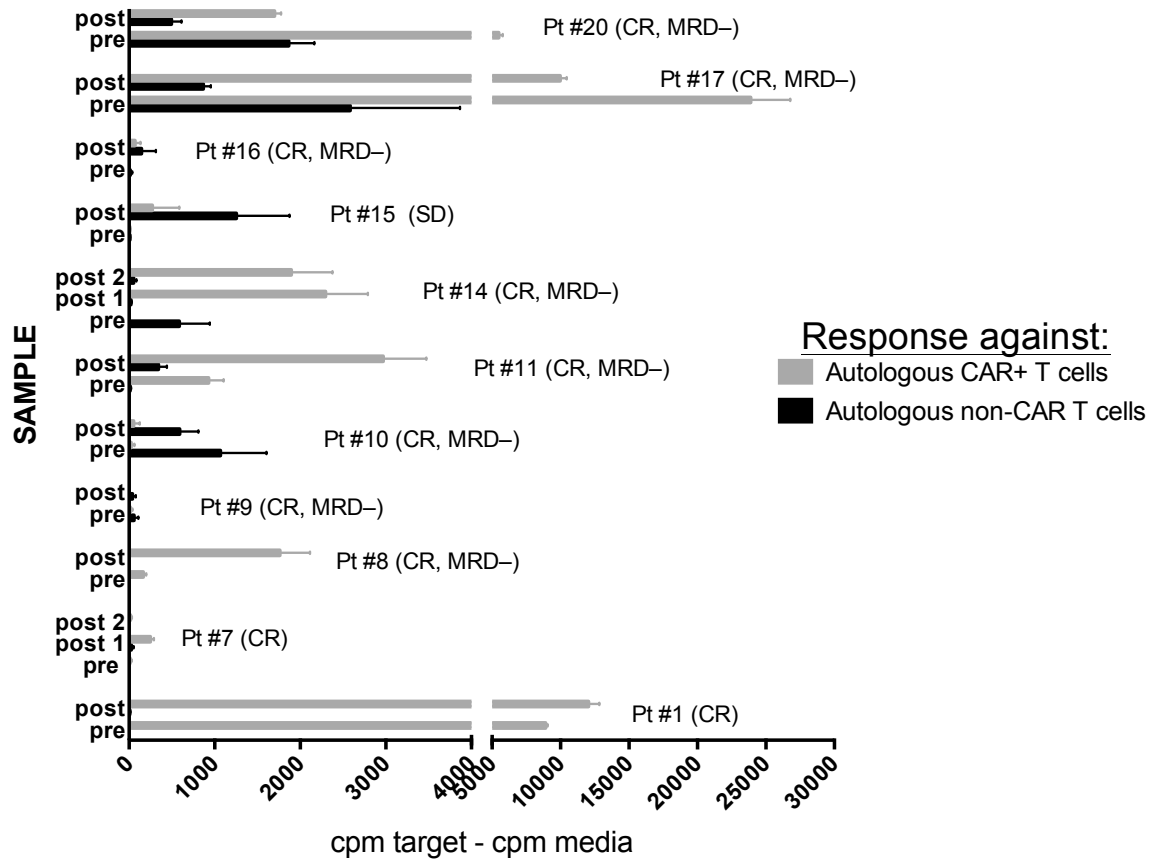 post
pre
Pt #20 (CR, MRD–)
post
pre
Pt #17 (CR, MRD–)
post
pre
Pt #16 (CR, MRD–)
post
pre
Pt #15 (SD)
post 2
post 1
pre
Pt #14 (CR, MRD–)
post
pre
Pt #11 (CR, MRD–)
post
pre
Pt #10 (CR, MRD–)
post
pre
Pt #9 (CR, MRD–)
post
pre
Pt #8 (CR, MRD–)
post 2
post 1
pre
Pt #7 (CR)
post
pre
Pt #1 (CR)
SAMPLE
Response against:
Autologous CAR+ T cells
Autologous non-CAR T cells
0 1000 2000 3000 4000 5000 10000 15000 20000 25000 30000
cpm target - cpm media